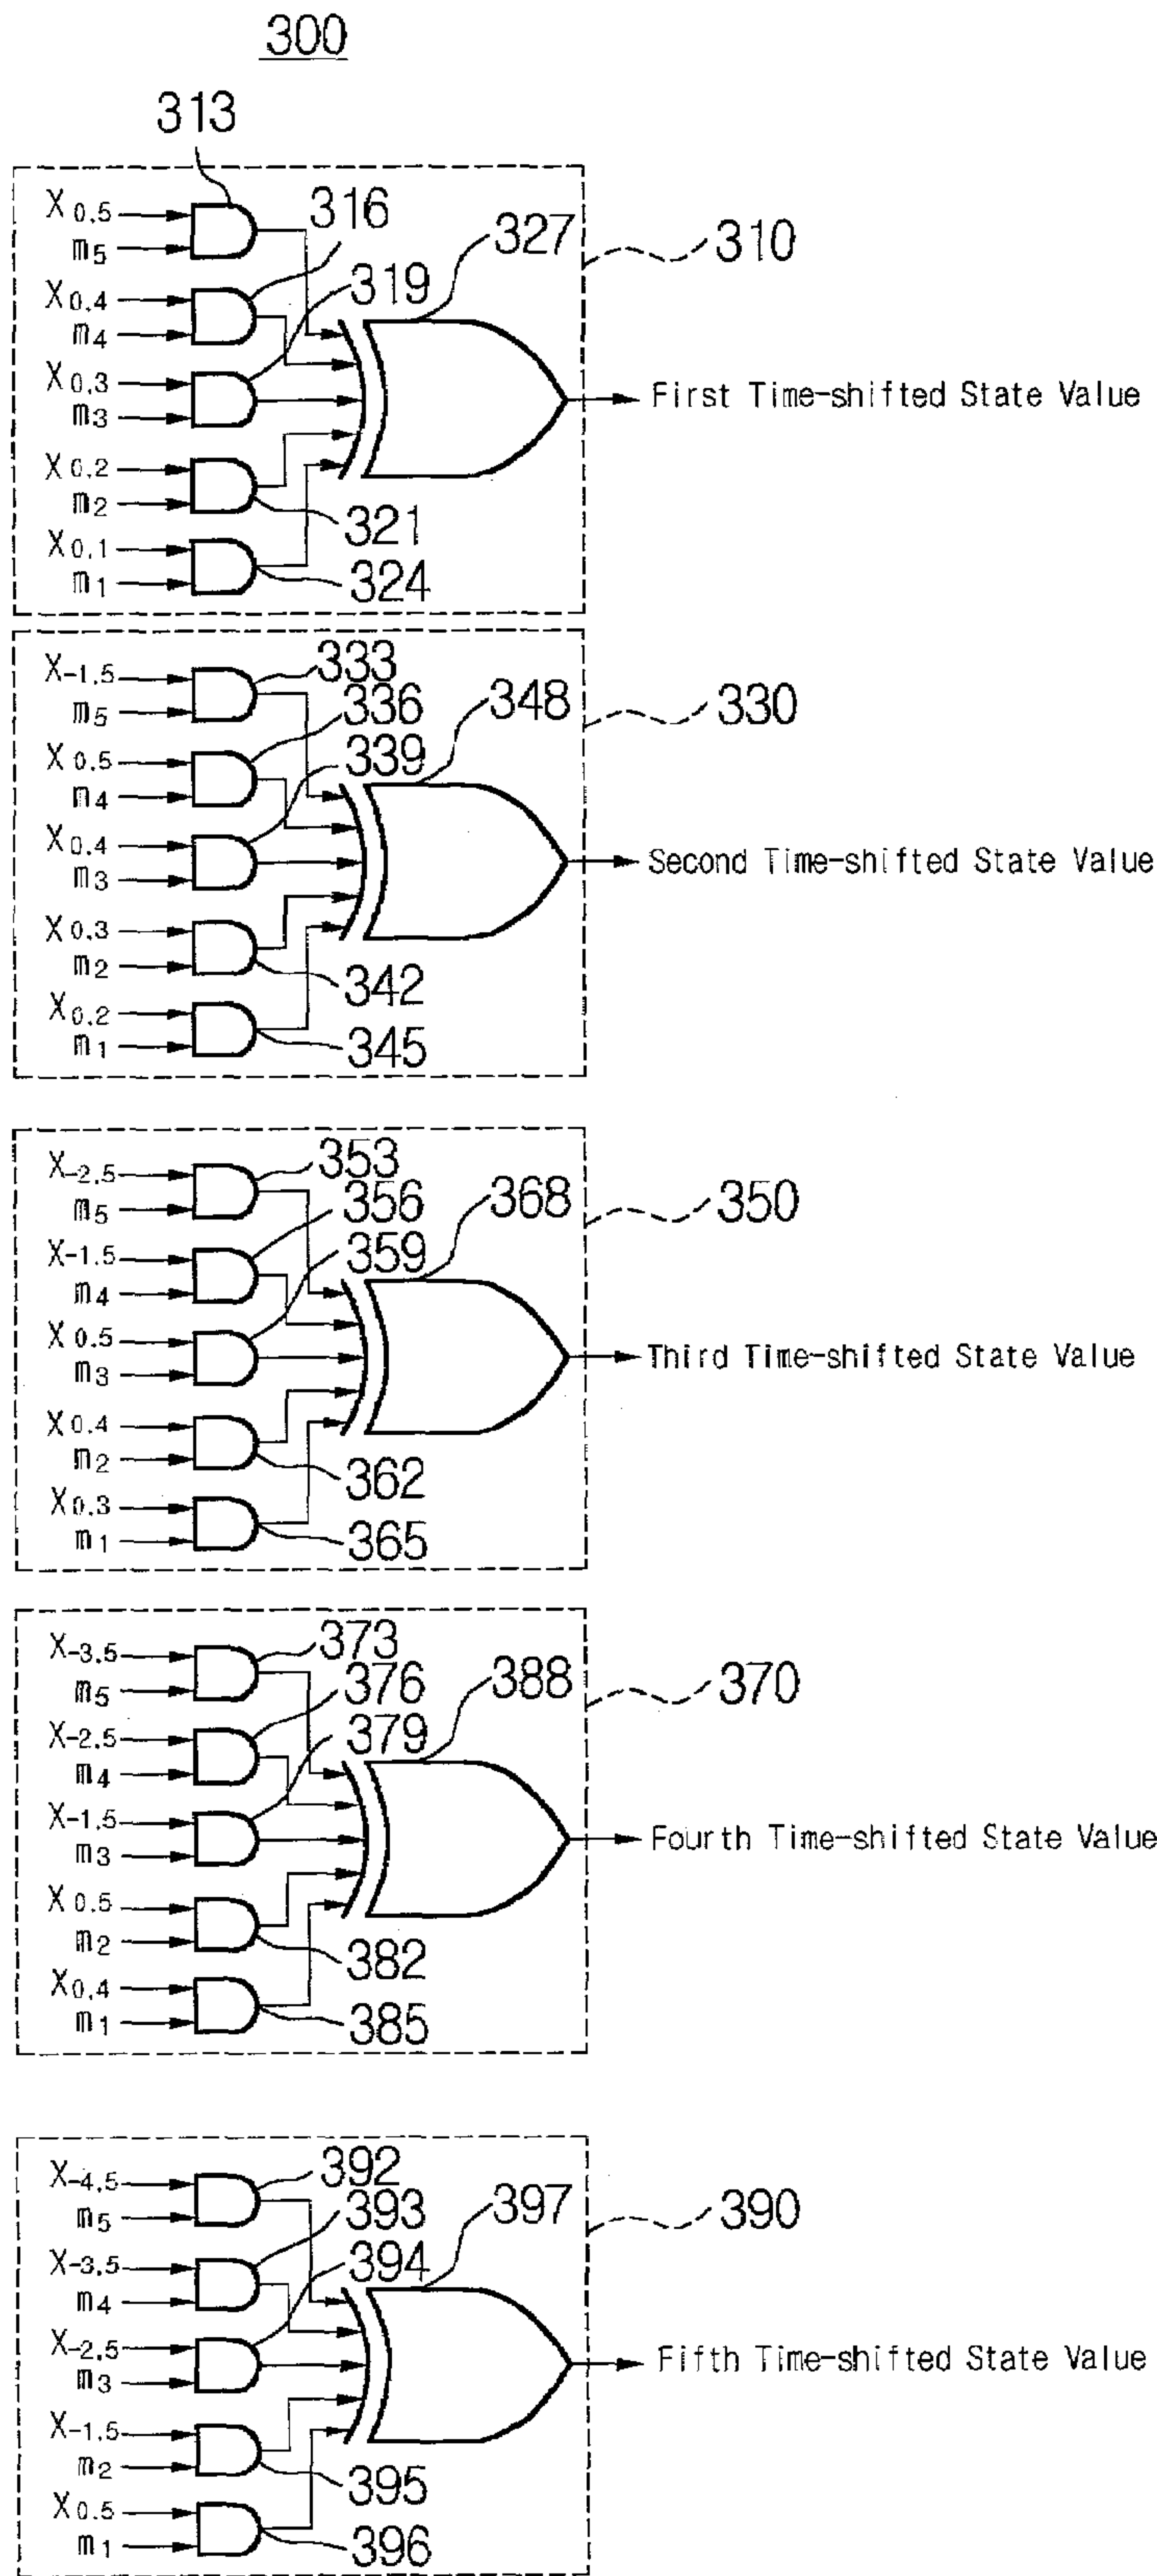 300
313
X0,5
m5
316
327
310
X0,4
m4
319
X0,3
m3
First Time-shifted State Value
X0,2
m2
321
X0,1
m1
324
X-1,5
m5
333
336
348
330
X0,5
m4
339
X0,4
m3
Second Time-shifted State Value
X0,3
m2
342
X0,2
m1
345
X-2,5
m5
353
356
368
350
X-1,5
m4
359
X0,5
m3
Third Time-shifted State Value
X0,4
m2
362
X0,3
m1
365
X-3,5
m5
373
376
388
370
X-2,5
m4
379
X-1,5
m3
Fourth Time-shifted State Value
X0,5
m2
382
X0,4
m1
385
X-4,5
m5
392
393
397
390
X-3,5
m4
394
X-2,5
m3
Fifth Time-shifted State Value
X-1,5
m2
395
X0,5
m1
396